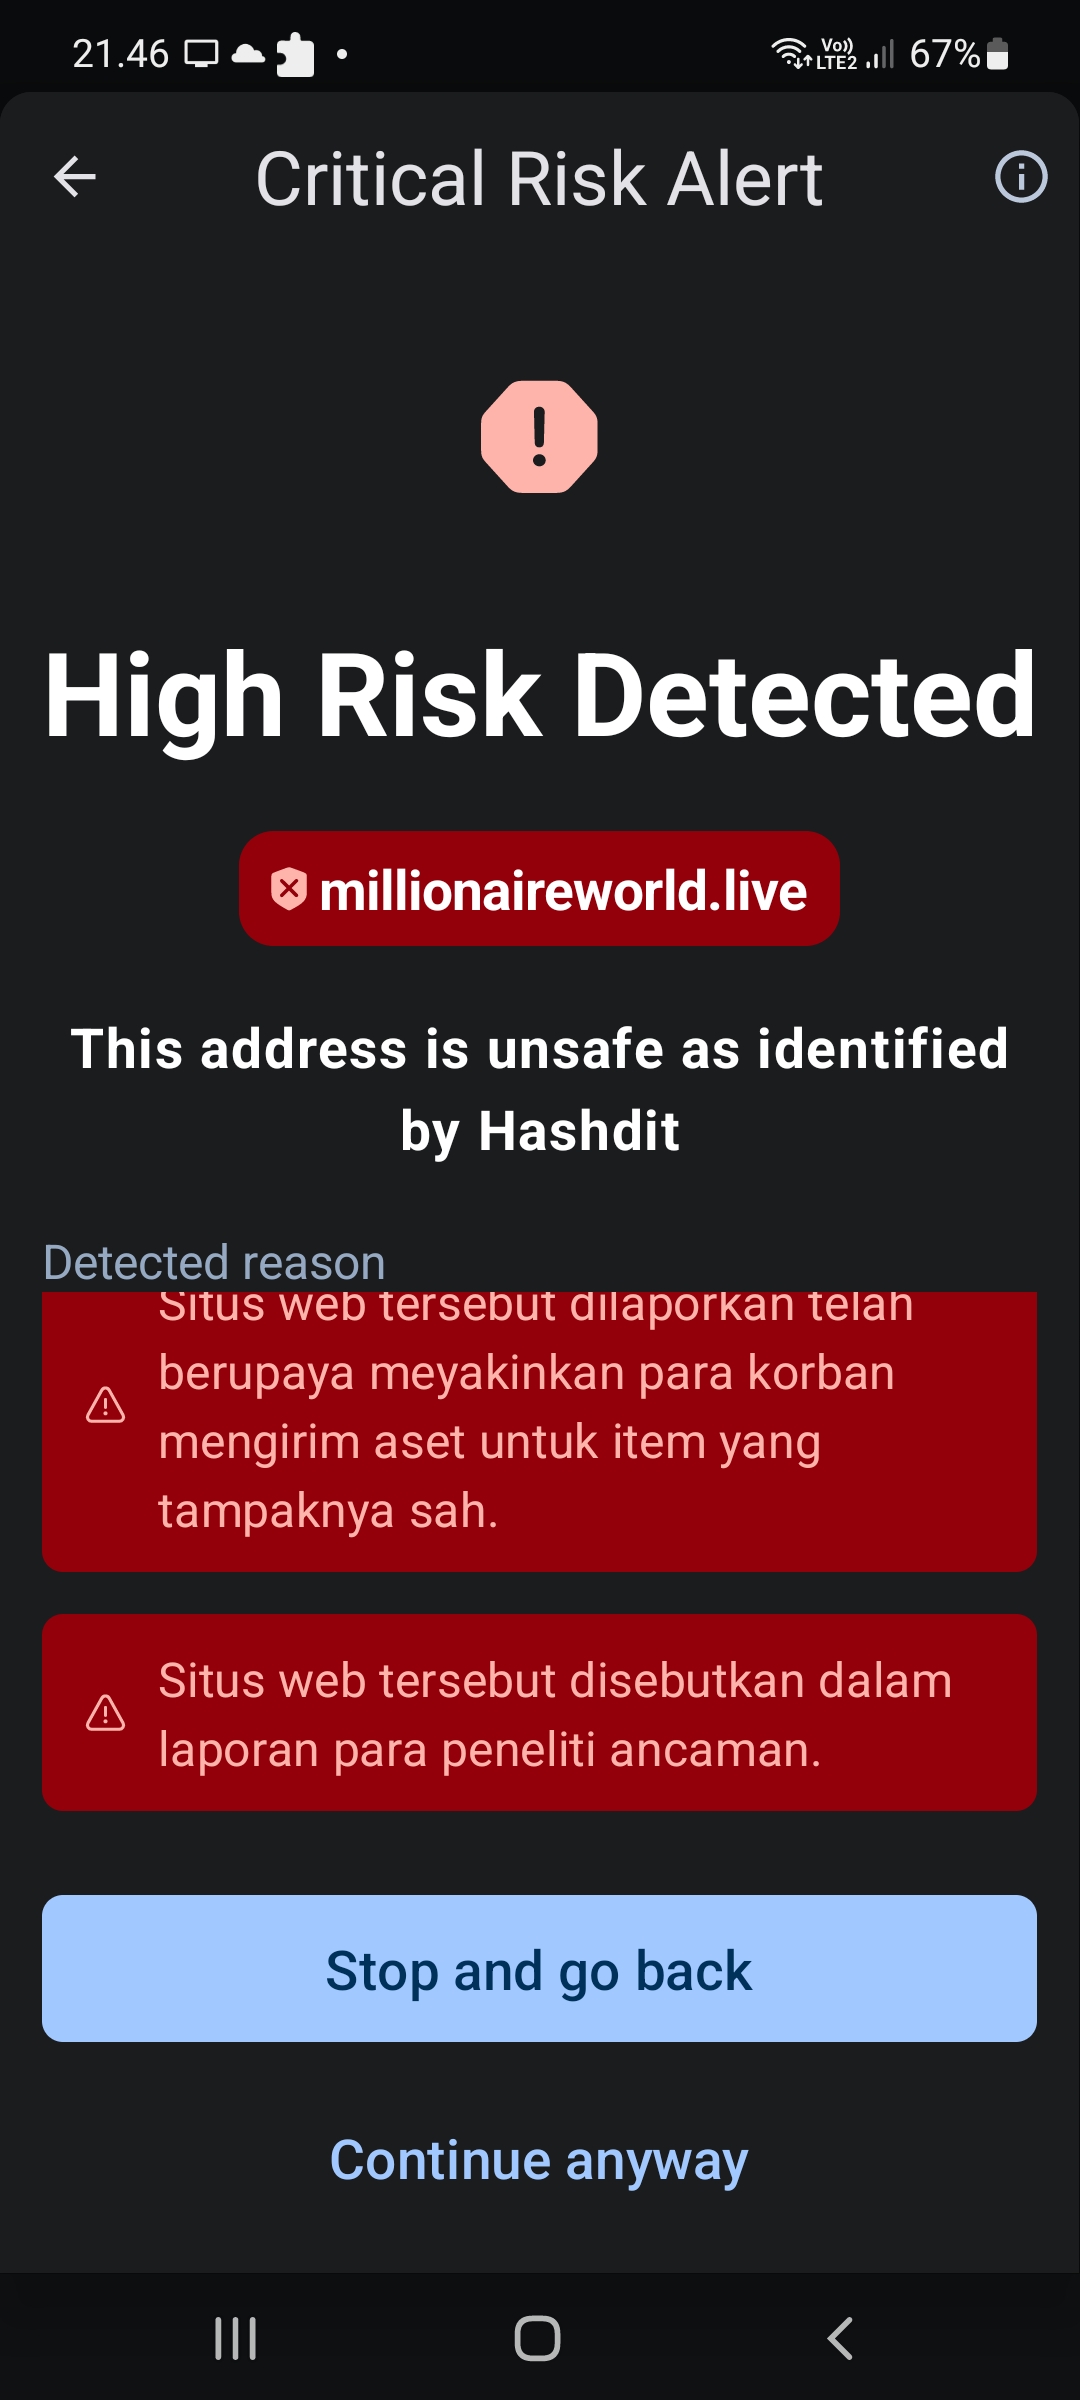 21.46
Vo))
LTE2
67%
Critical Risk Alert
High Risk Detected
millionaireworld.live
This address is unsafe as identified
by Hashdit
Detected reason
Situs web tersebut dilaporkan telah
berupaya meyakinkan para korban
mengirim aset untuk item yang
tampaknya sah.
Situs web tersebut disebutkan dalam
laporan para peneliti ancaman.
Stop and go back
Continue anyway